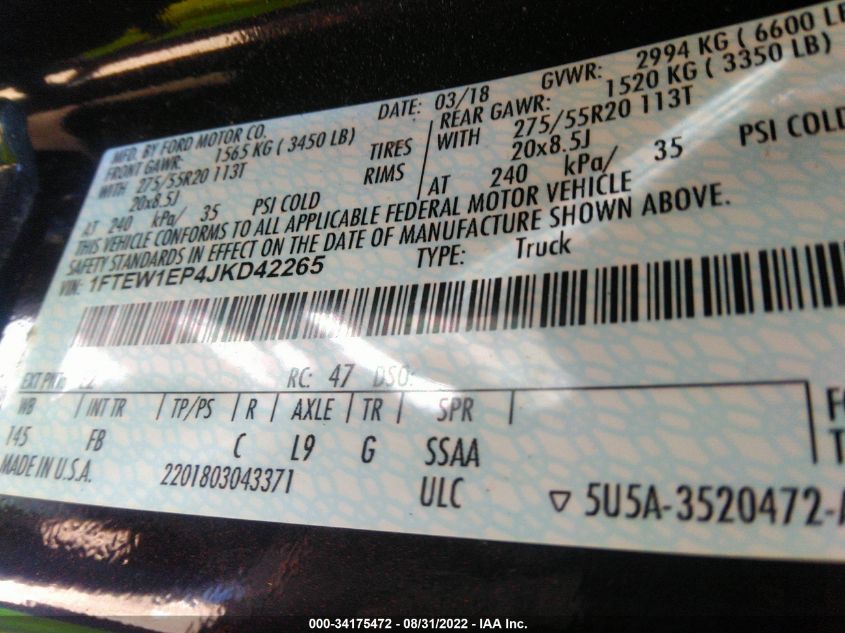 MFD. BY FORD MOTOR CO. DATE: 03/18 GVWR: 2994 KG ( 6600 LB
FRONT GAWR: 1565 KG ( 3450 LB) REAR GAWR: 1520 KG ( 3350 LB)
WITH 275/55R20 113T TIRES WITH 275/55R20 113T
20x8.5J RIMS 20x8.5J
AT 240 kPa/ 35 PSI COLD AT 240 kPa/ 35 PSI COLD
THIS VEHICLE CONFORMS TO ALL APPLICABLE FEDERAL MOTOR VEHICLE
SAFETY STANDARDS IN EFFECT ON THE DATE OF MANUFACTURE SHOWN ABOVE.
VIN: 1FTEW1EP4JKD42265 TYPE: Truck
EXT PNT: RC: 47 DSO:
WB INT TR TP/PS R AXLE TR SPR
145 FB C L9 G SSAA
MADE IN U.S.A. 2201803043371 ULC ▽ 5U5A-3520472-
000-34175472 - 08/31/2022 - IAA Inc.